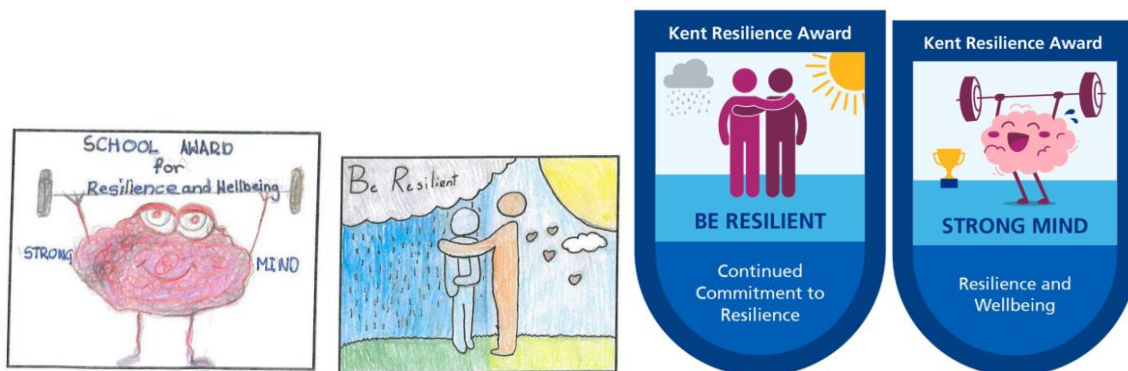 SCHOOL AWARD
for
Resilience and Wellbeing
STRONG
MIND
Be Resilient
Kent Resilience Award
BE RESILIENT
Continued
Commitment to
Resilience
Kent Resilience Award
STRONG MIND
Resilience and
Wellbeing